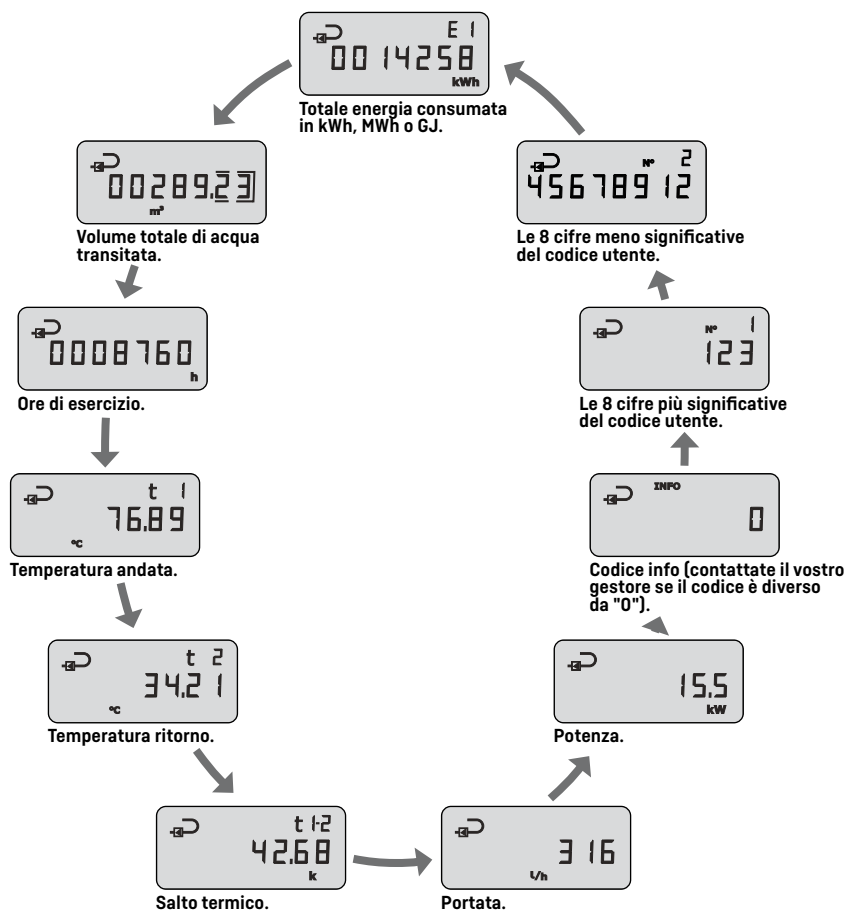 E 1
0014258
kWh
Totale energia consumata
in kWh, MWh o GJ.
00289.23
m³
Volume totale di acqua
transitata.
0008760
h
Ore di esercizio.
t 1
76.89
°C
Temperatura andata.
t 2
34.21
°C
Temperatura ritorno.
t1-2
42.68
k
Salto termico.
316
l/h
Portata.
15.5
kW
Potenza.
INFO
0
Codice info (contattate il vostro
gestore se il codice è diverso
da "0").
N° 1
123
Le 8 cifre più significative
del codice utente.
N° 2
45678912
Le 8 cifre meno significative
del codice utente.